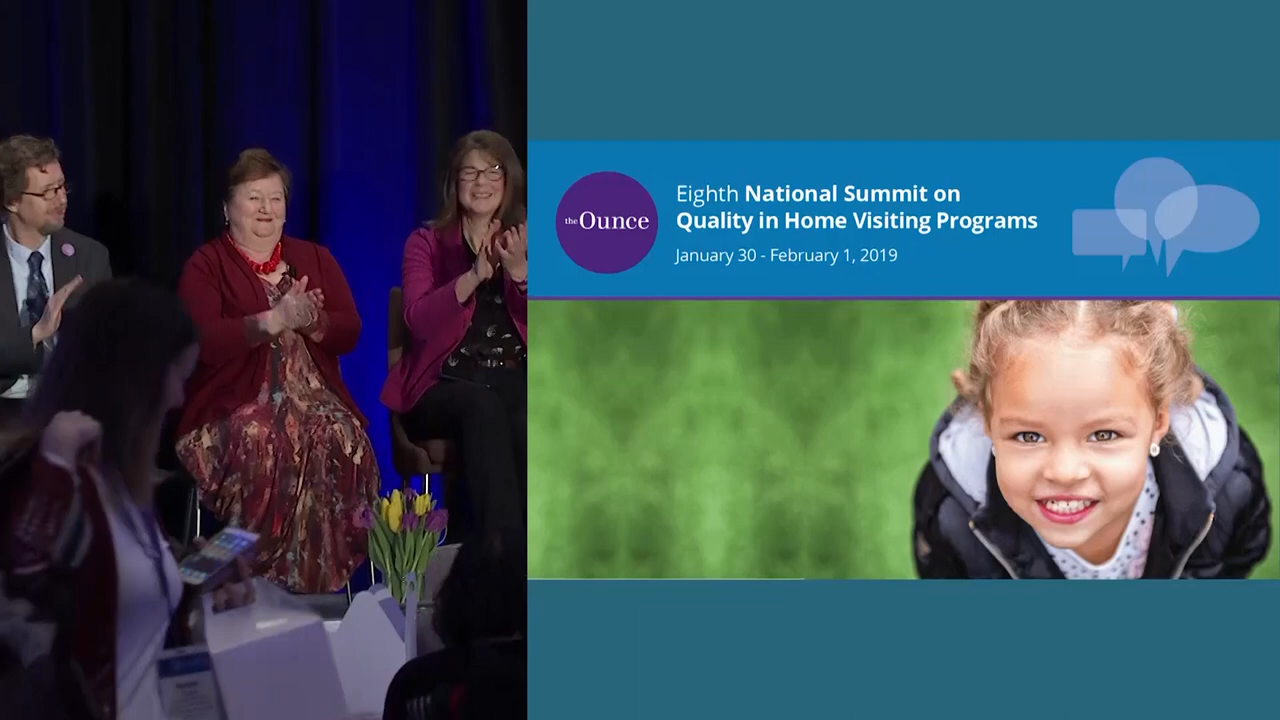 the Ounce
Eighth National Summit on
Quality in Home Visiting Programs
January 30 - February 1, 2019